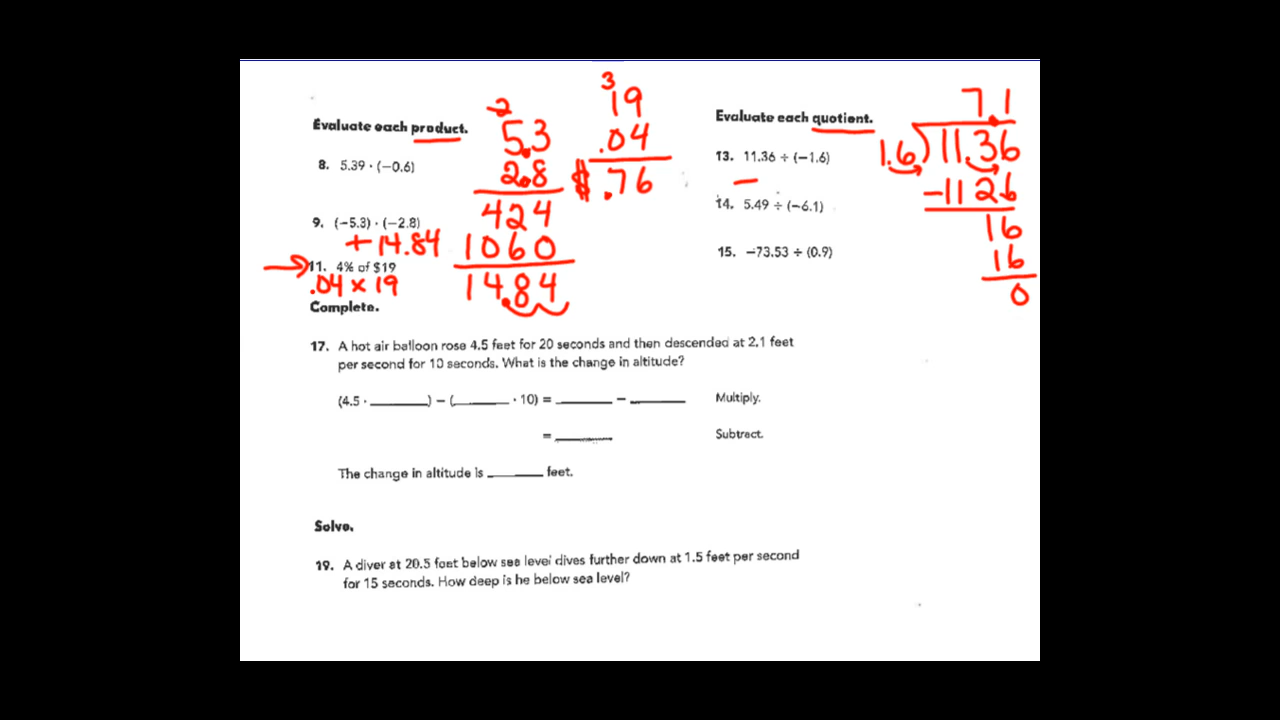 Evaluate each product.
8. 5.39 · (−0.6)
9. (−5.3) · (−2.8)
+14.84
→ 11. 4% of $19
.04 x 19
2
5.3
2.8
424
1060
14.84
3
19
.04
$.76
Evaluate each quotient.
13. 11.36 ÷ (−1.6)
−
14. 5.49 ÷ (−6.1)
15. −73.53 ÷ (0.9)
7.1
1.6)11.36
−1126
16
16
0
Complete.
17. A hot air balloon rose 4.5 feet for 20 seconds and then descended at 2.1 feet
per second for 10 seconds. What is the change in altitude?
(4.5 · ______) − (______ · 10) = ______ − ______ Multiply.
= ______ Subtract.
The change in altitude is ______ feet.
Solve.
19. A diver at 20.5 feet below sea level dives further down at 1.5 feet per second
for 15 seconds. How deep is he below sea level?